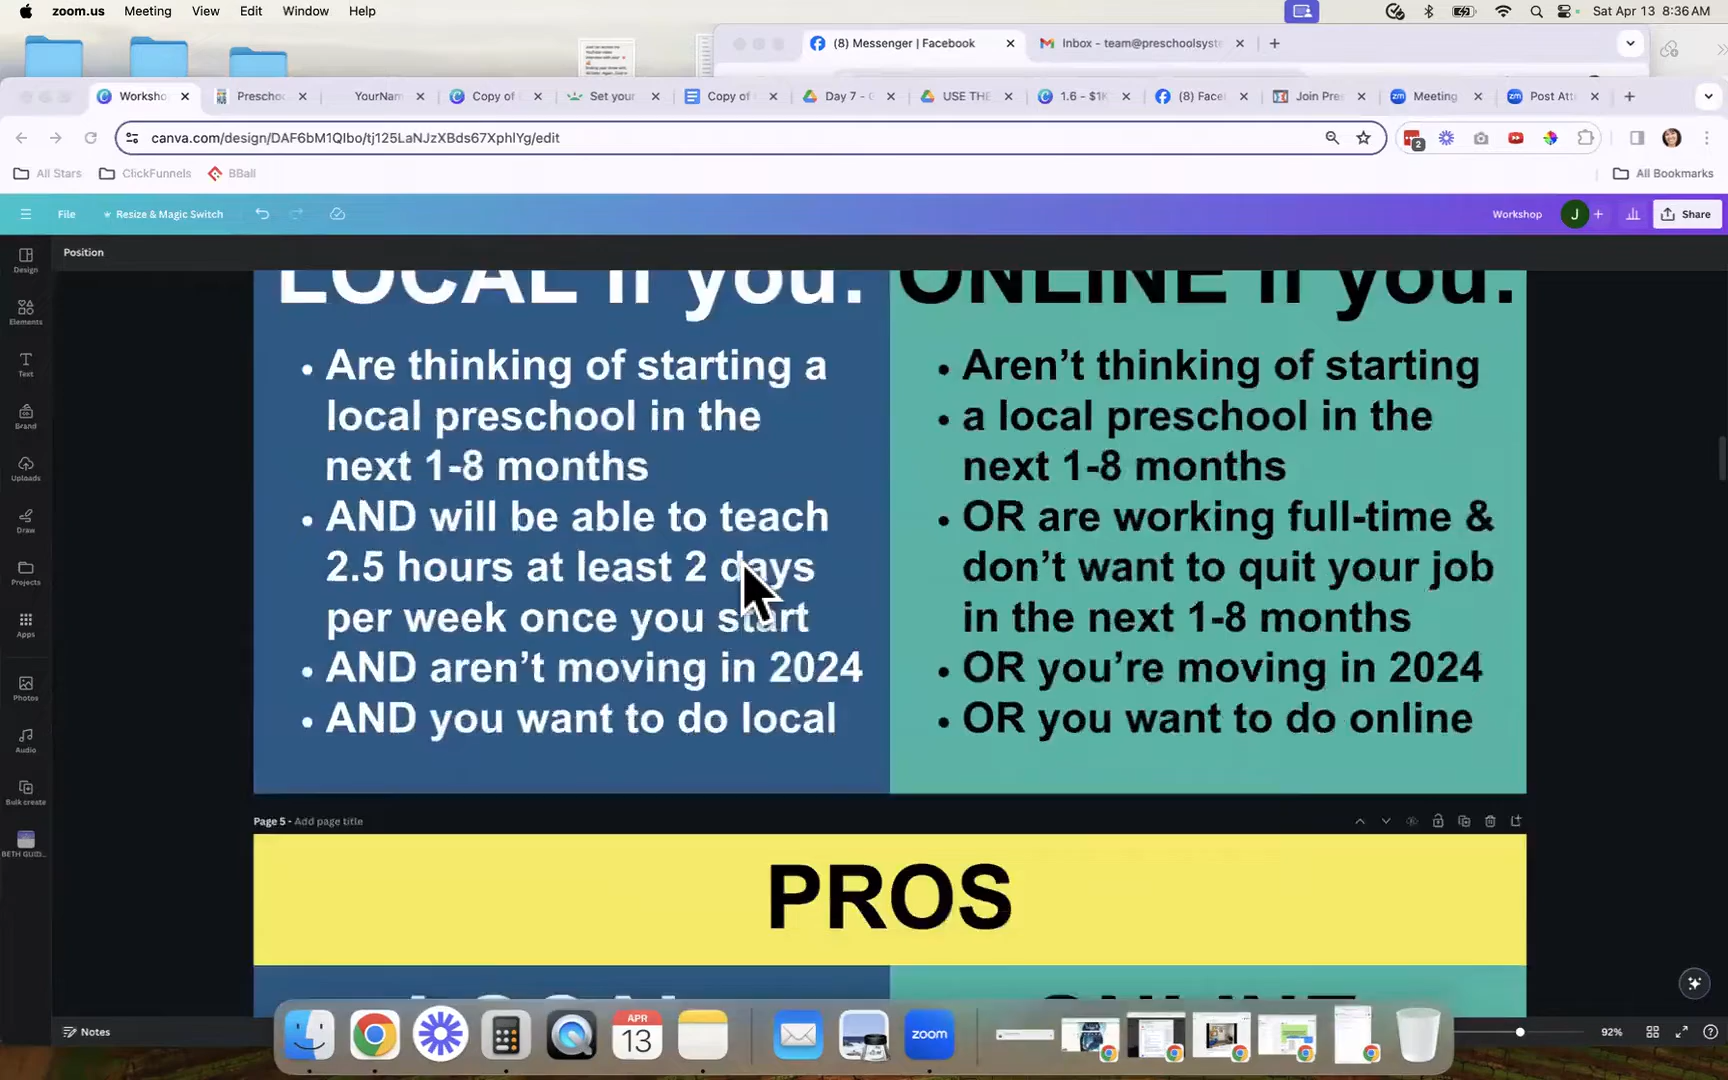 zoom.us Meeting View Edit Window Help Sat Apr 13 8:36 AM
(8) Messenger | Facebook
Inbox - team@preschoolsyste
Worksho
Prescho
YourNam
Copy of
Set your
Copy of
Day 7 -
USE THE
1.6 - $1K
(8) Face
Join Pre
Meeting
Post Att
canva.com/design/DAF6bM1QIbo/tj125LaNJzXBds67XphlYg/edit
2
All Stars ClickFunnels BBall All Bookmarks
File Resize & Magic Switch Workshop J Share
Position
Design
Elements
Text
Brand
Uploads
Draw
Projects
Apps
Photos
Audio
Bulk create
BETH GUID...
LOCAL if you:
• Are thinking of starting a
local preschool in the
next 1-8 months
• AND will be able to teach
2.5 hours at least 2 days
per week once you start
• AND aren't moving in 2024
• AND you want to do local
ONLINE if you:
• Aren't thinking of starting
• a local preschool in the
next 1-8 months
• OR are working full-time &
don't want to quit your job
in the next 1-8 months
• OR you're moving in 2024
• OR you want to do online
Page 5 - Add page title
PROS
Notes
APR
13
zoom
92%